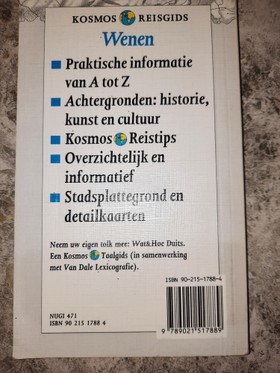 KOSMOS REISGIDS
Wenen
Praktische informatie
van A tot Z
Achtergronden: historie,
kunst en cultuur
Kosmos Reistips
Overzichtelijk en
informatief
Stadsplattegrond en
detailkaarten
Neem uw eigen tolk mee: Wat&Hoe Duits.
Een Kosmos Taalgids (in samenwerking
met Van Dale Lexicografie).
ISBN 90-215-1788-4
9 789021 517889
NUGI 471
ISBN 90 215 1788 4